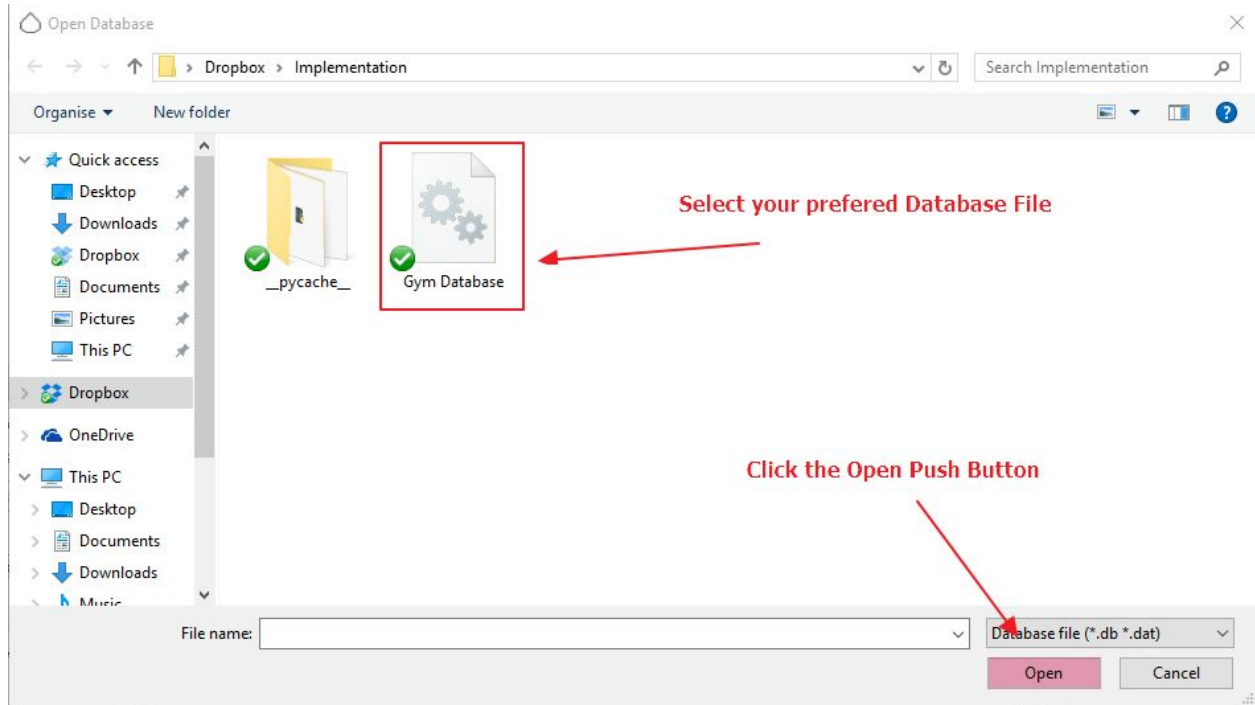 Open Database
Dropbox > Implementation
Search Implementation
Organise
New folder
Quick access
Desktop
Downloads
Dropbox
Documents
Pictures
This PC
Dropbox
OneDrive
This PC
Desktop
Documents
Downloads
Music
__pycache__
Gym Database
Select your prefered Database File
Click the Open Push Button
File name:
Database file (*.db *.dat)
Open
Cancel